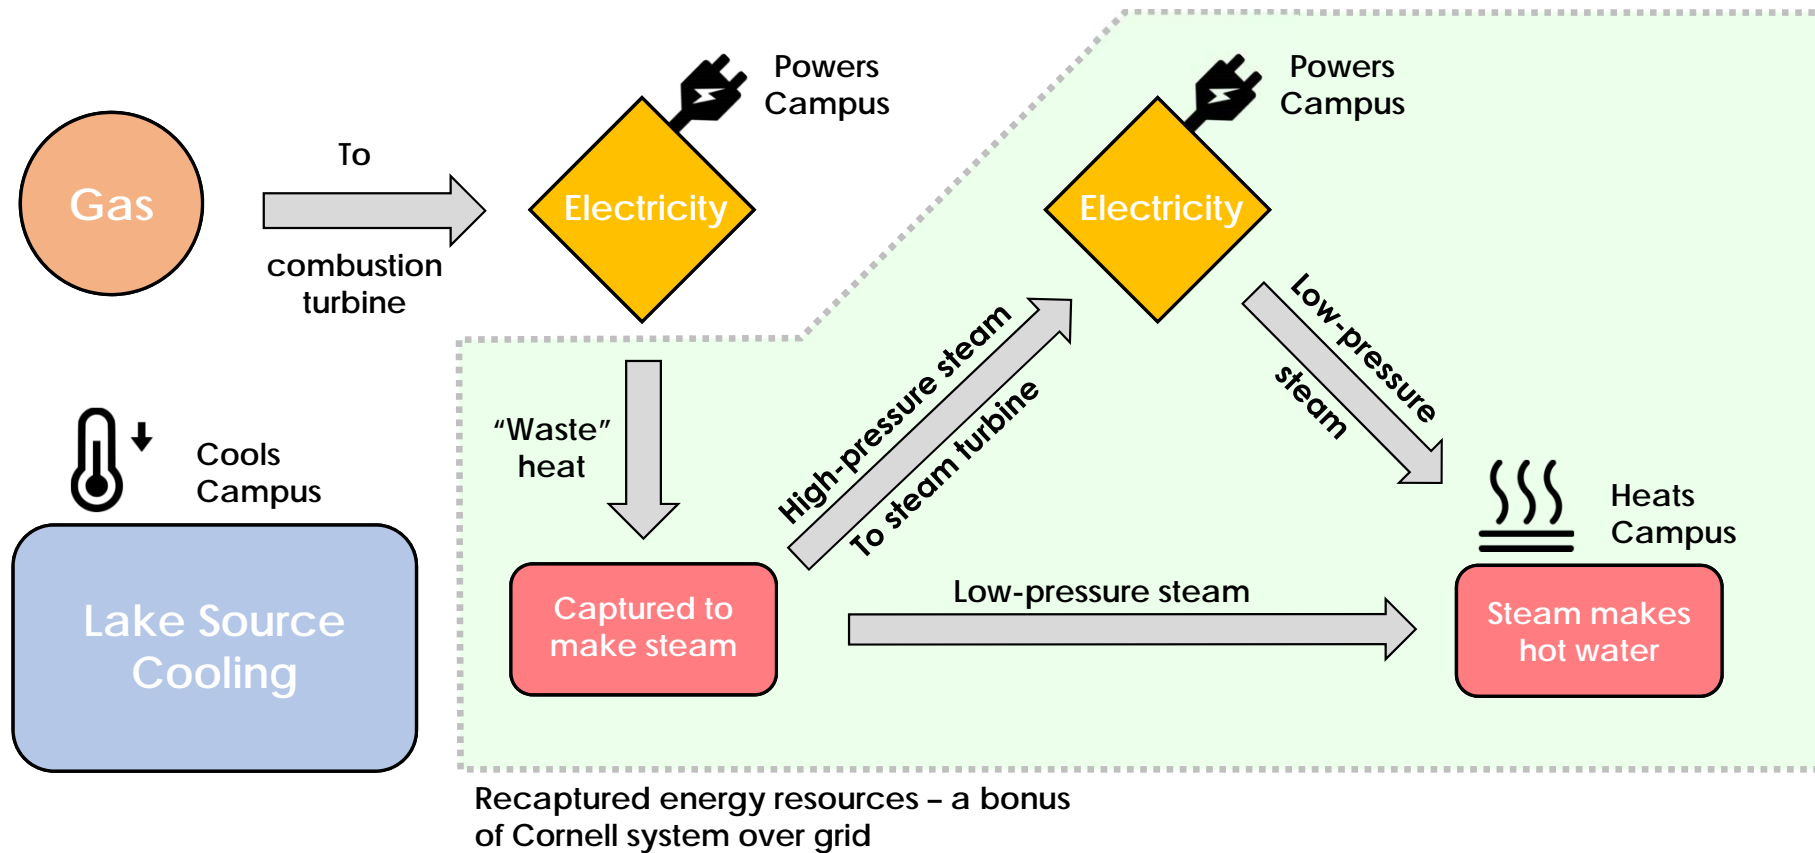 Gas
To
combustion
turbine
Electricity
Powers
Campus
Electricity
Powers
Campus
"Waste"
heat
High-pressure steam
To steam turbine
Low-pressure
steam
Cools
Campus
Lake Source
Cooling
Captured to
make steam
Low-pressure steam
Heats
Campus
Steam makes
hot water
Recaptured energy resources – a bonus
of Cornell system over grid